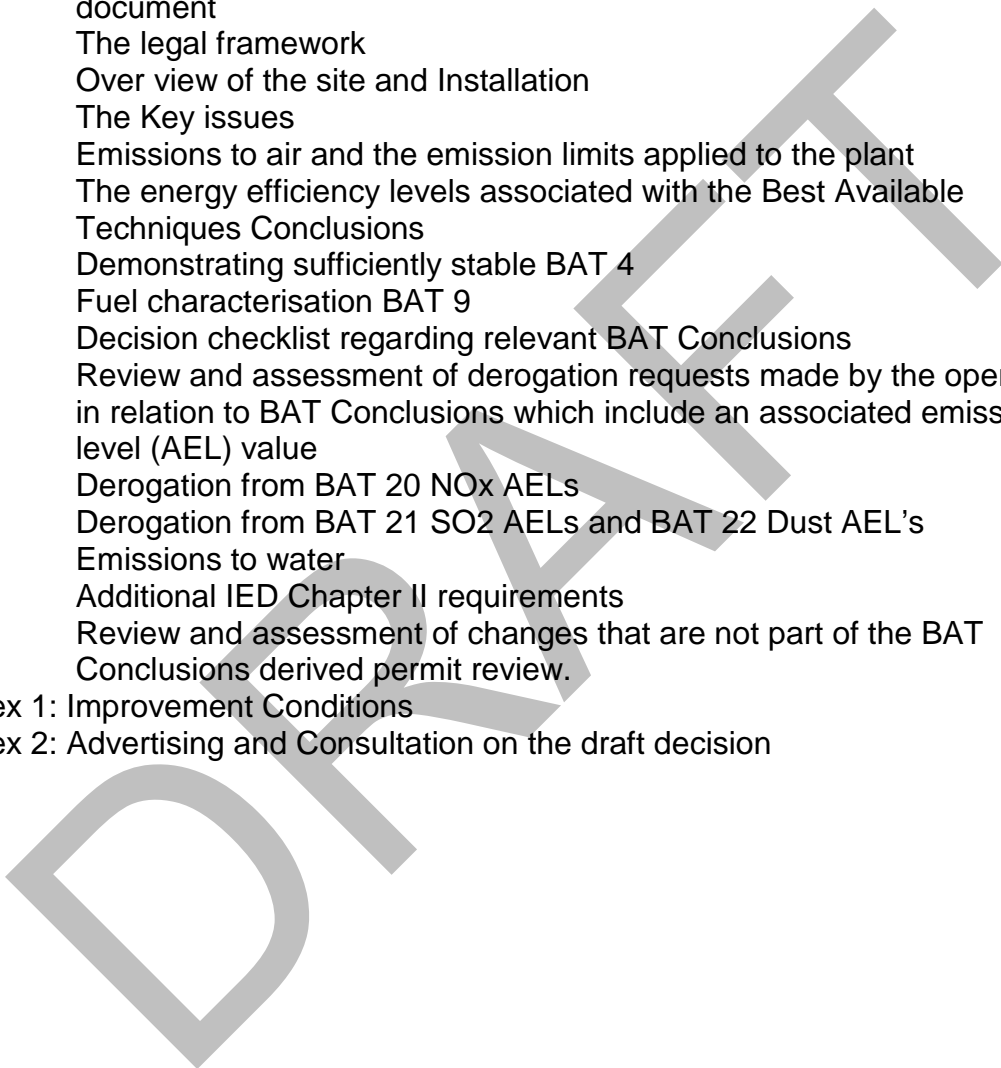 document
The legal framework
Over view of the site and Installation
The Key issues
Emissions to air and the emission limits applied to the plant
The energy efficiency levels associated with the Best Available
Techniques Conclusions
Demonstrating sufficiently stable BAT 4
Fuel characterisation BAT 9
Decision checklist regarding relevant BAT Conclusions
Review and assessment of derogation requests made by the oper
in relation to BAT Conclusions which include an associated emiss
level (AEL) value
Derogation from BAT 20 NOx AELs
Derogation from BAT 21 SO2 AELs and BAT 22 Dust AEL's
Emissions to water
Additional IED Chapter II requirements
Review and assessment of changes that are not part of the BAT
Conclusions derived permit review.
ex 1: Improvement Conditions
ex 2: Advertising and Consultation on the draft decision
DRAFT